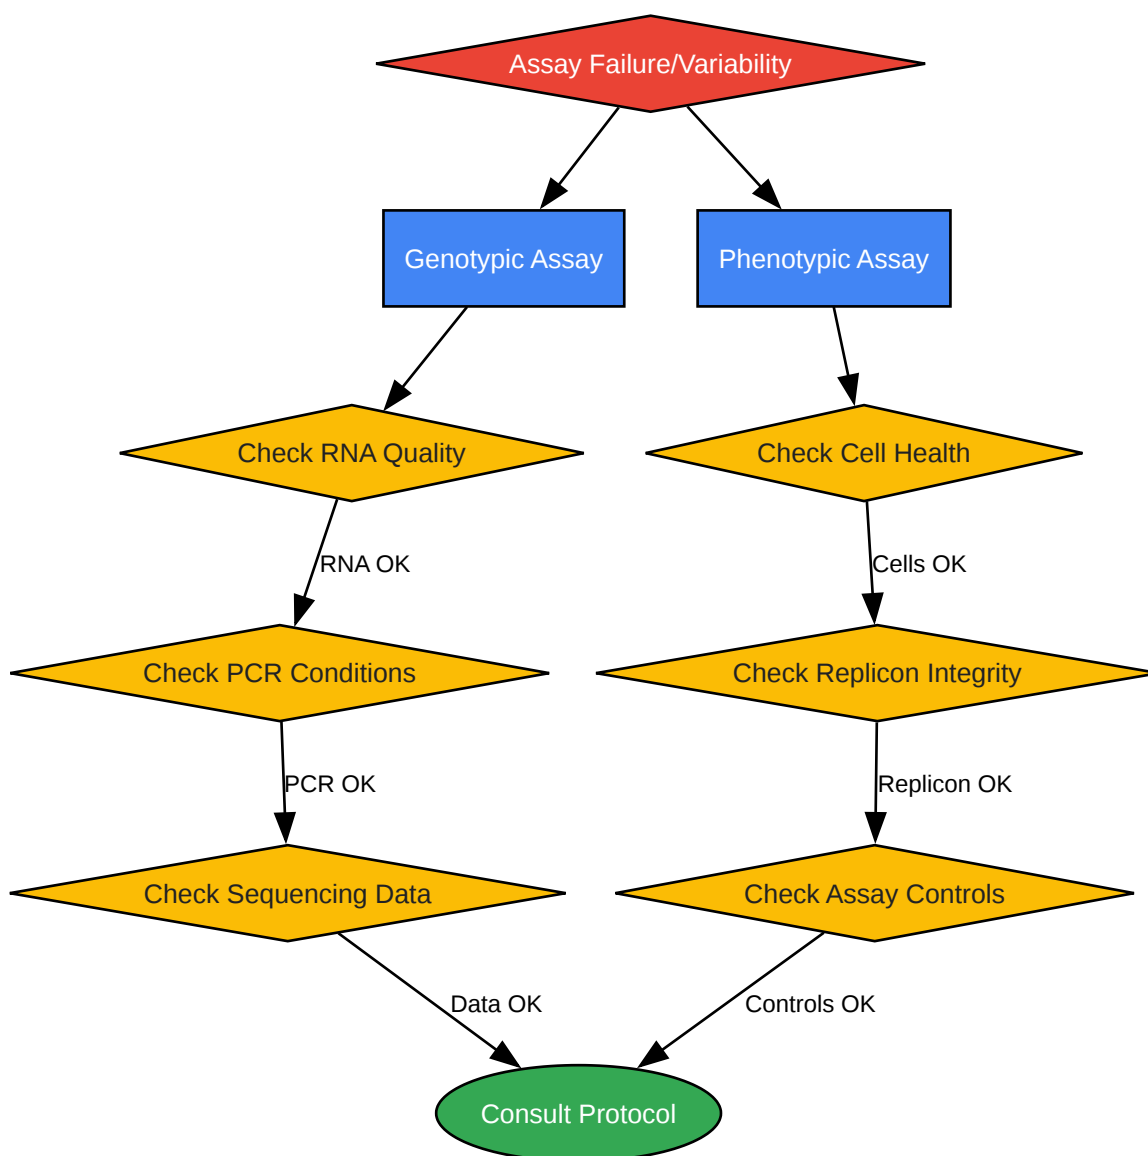 Assay Failure/Variability
Genotypic Assay
Phenotypic Assay
Check RNA Quality
Check Cell Health
RNA OK
Cells OK
Check PCR Conditions
Check Replicon Integrity
PCR OK
Replicon OK
Check Sequencing Data
Check Assay Controls
Data OK
Controls OK
Consult Protocol